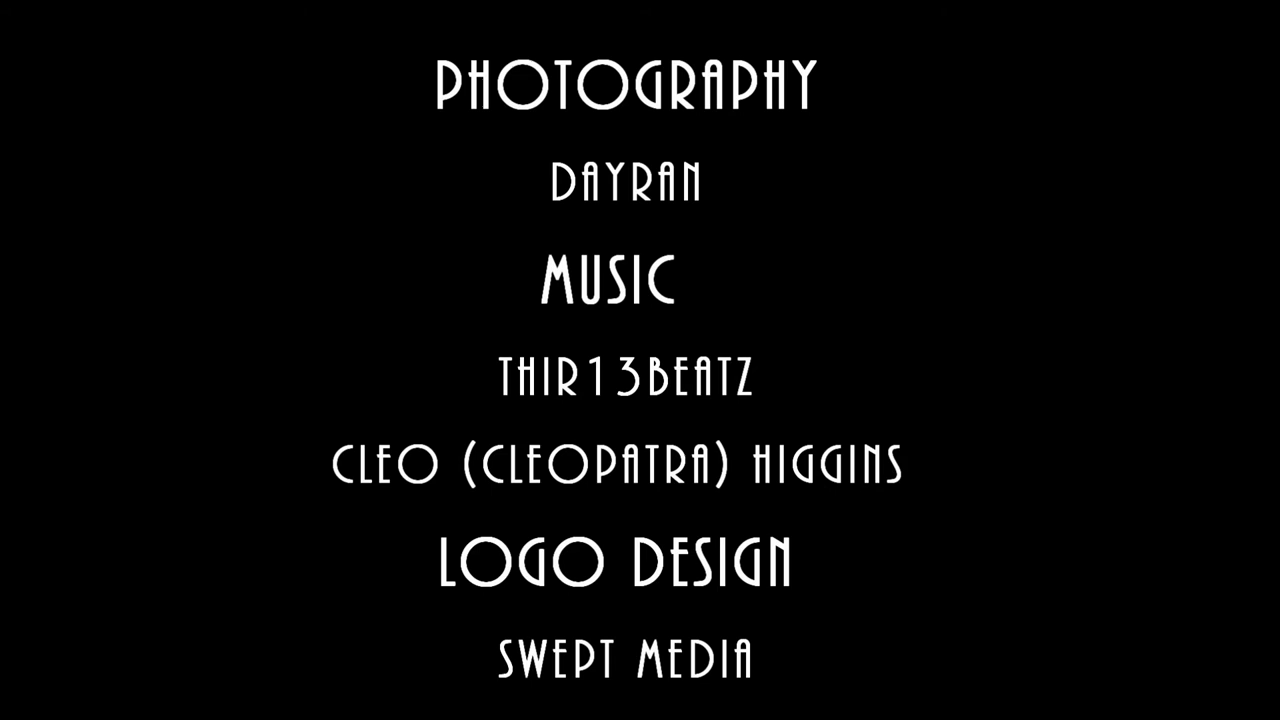 PHOTOGRAPHY
DAYRAN
MUSIC
THIR13BEATZ
CLEO (CLEOPATRA) HIGGINS
LOGO DESIGN
SWEPT MEDIA